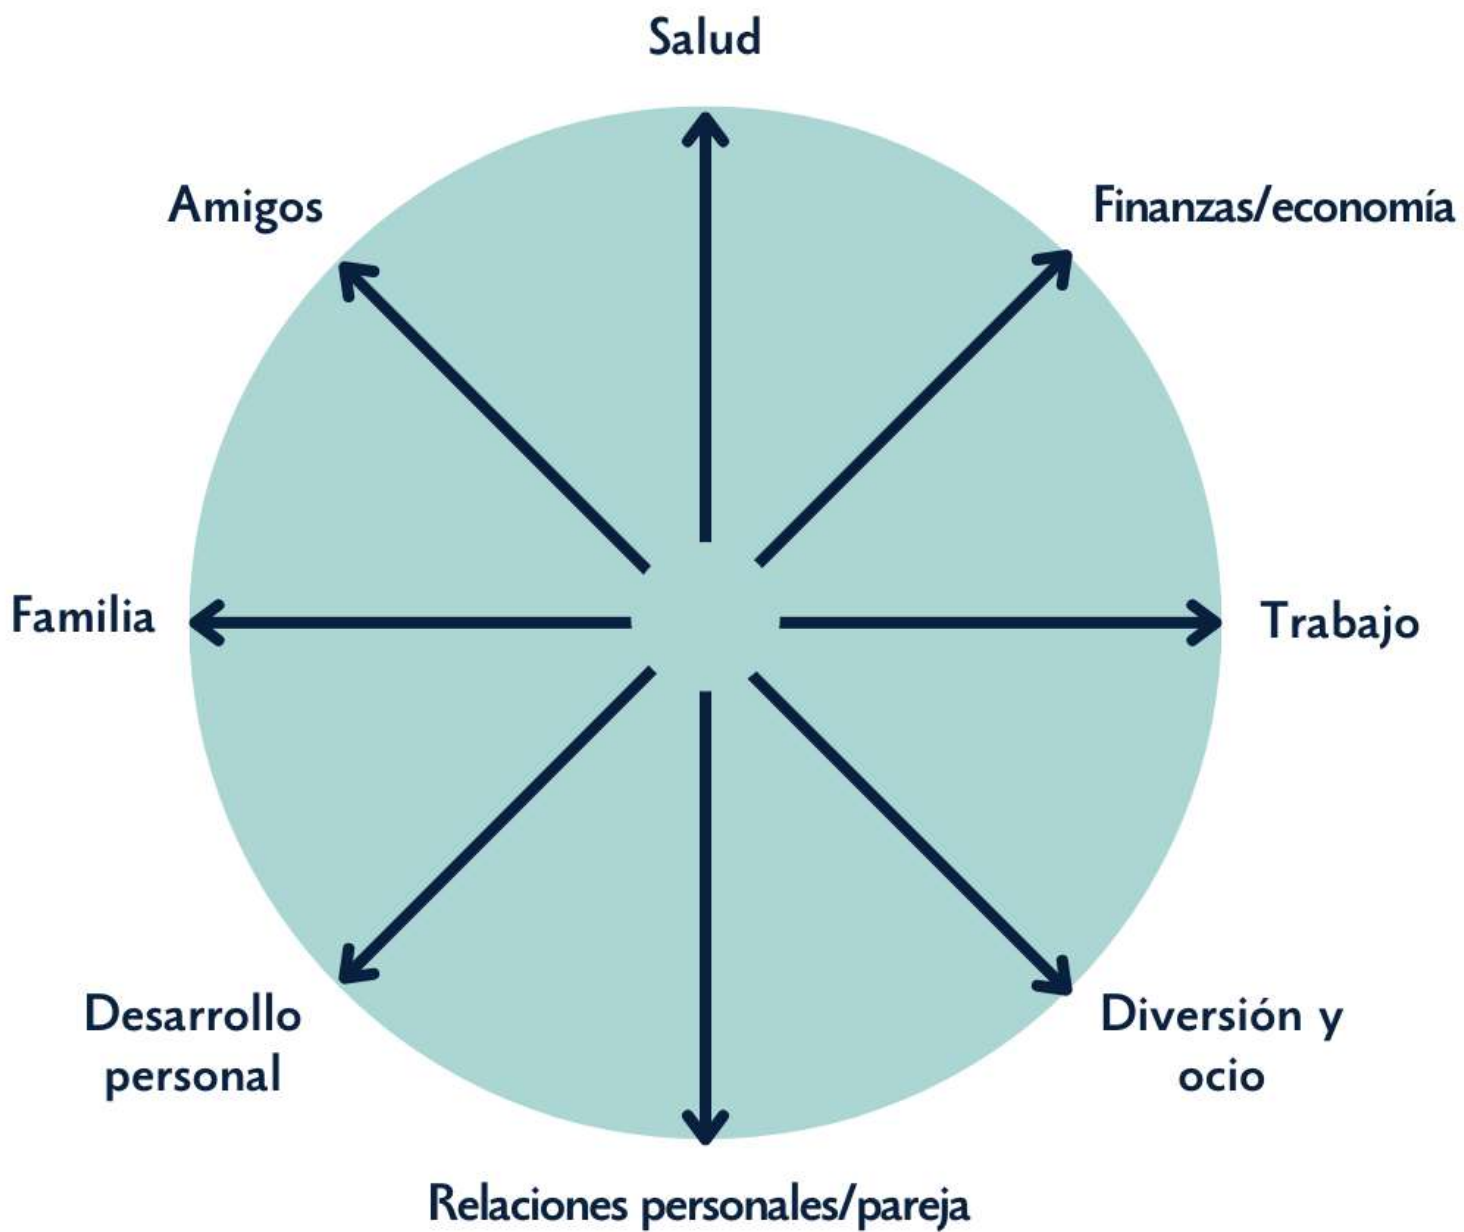 Salud
Amigos
Finanzas/economía
Familia
Trabajo
Desarrollo
personal
Diversión y
ocio
Relaciones personales/pareja